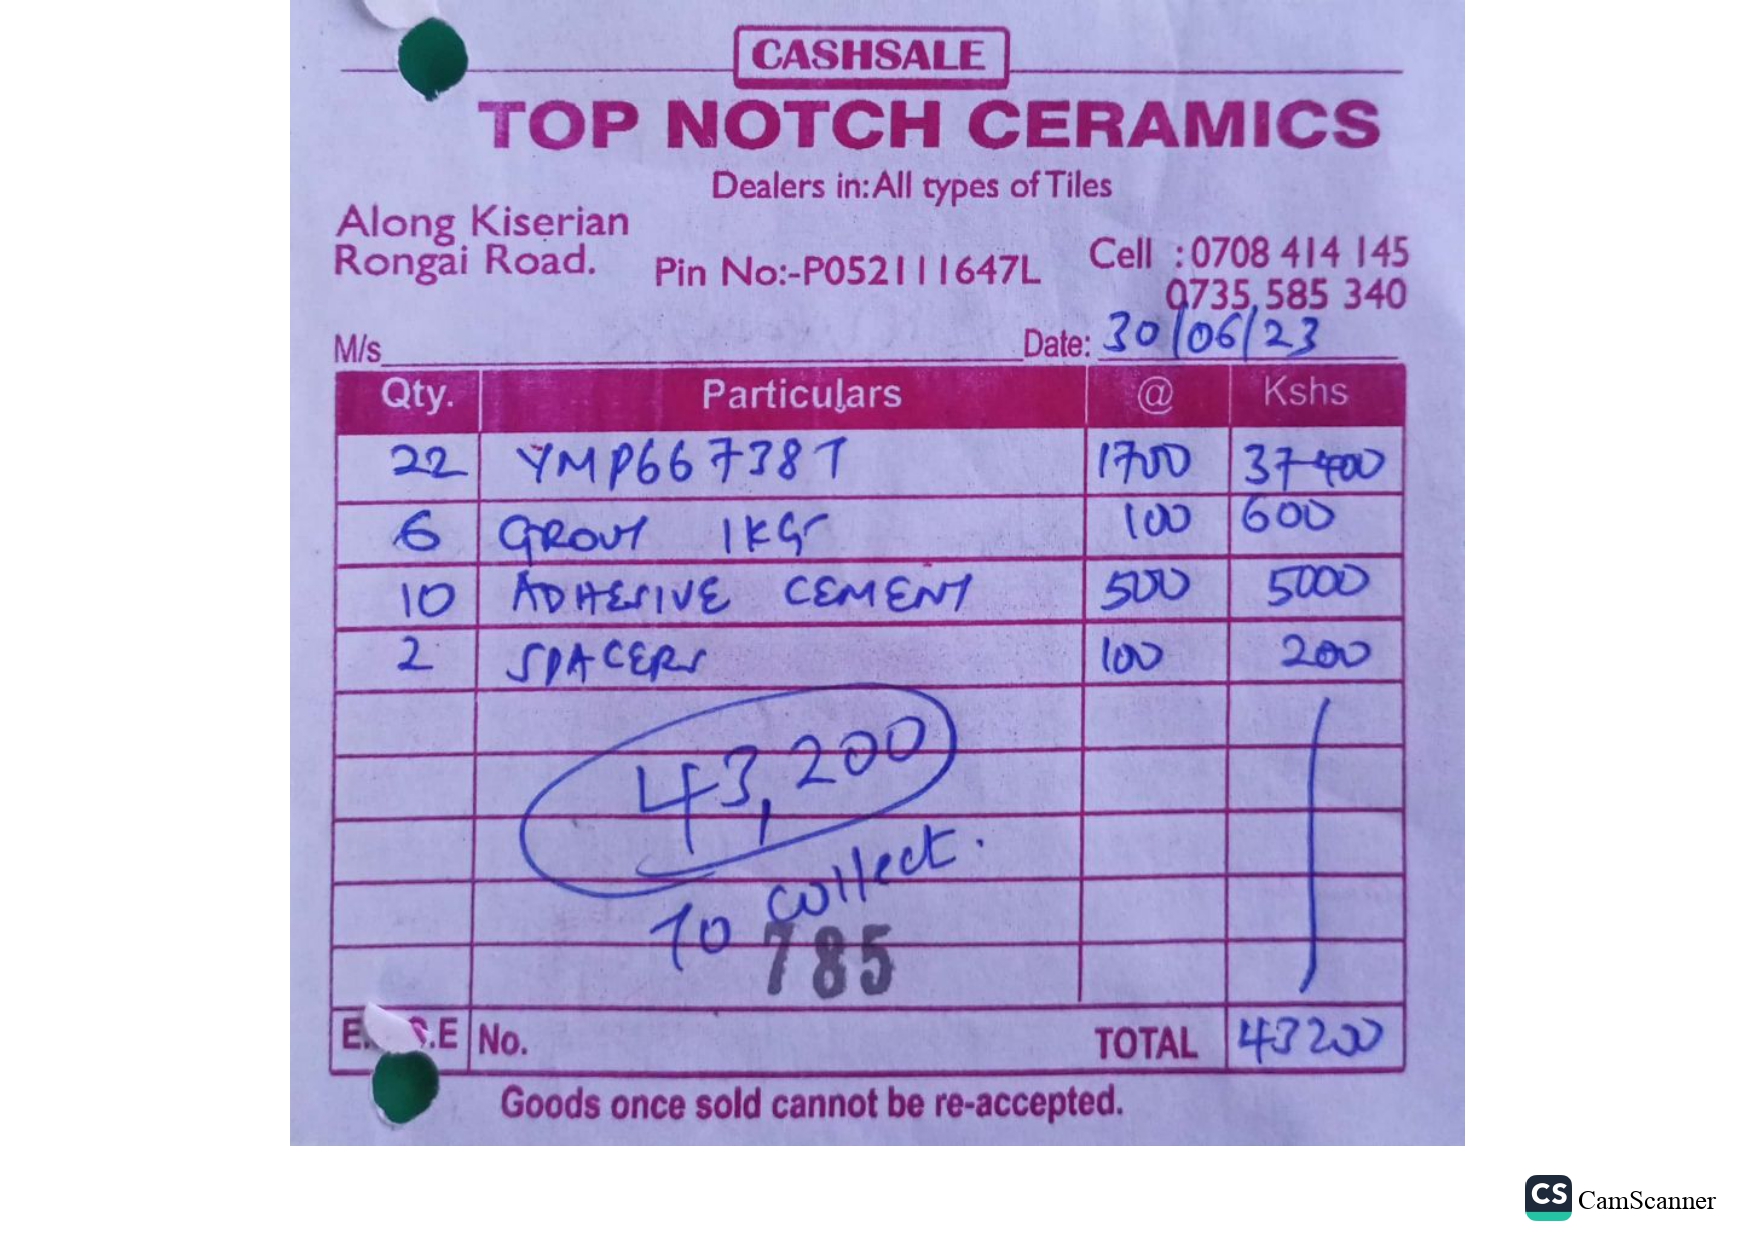 CASHSALE
TOP NOTCH CERAMICS
Dealers in:All types of Tiles
Along Kiserian
Rongai Road.
Pin No:-P052111647L
Cell :0708 414 145
0735 585 340
M/s
Date: 30/06/23
Qty. Particulars @ Kshs
22 YMP66738T 1700 37400
6 GROUT 1KG 100 600
10 ADHESIVE CEMENT 500 5000
2 SPACERS 100 200
43,200
To collect.
785
E. S.E No. TOTAL 43200
Goods once sold cannot be re-accepted.
CS CamScanner